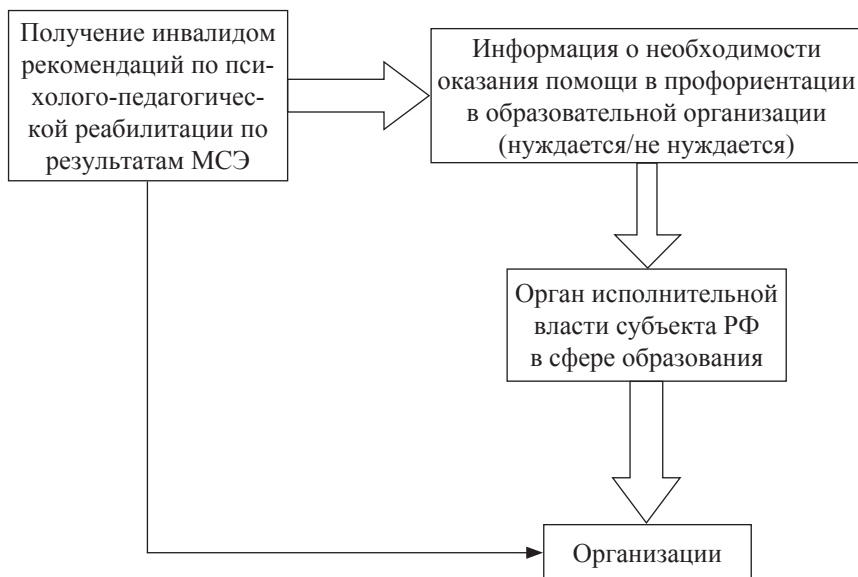 Получение инвалидом
рекомендаций по пси-
холого-педагогичес-
кой реабилитации по
результатам МСЭ
Информация о необходимости
оказания помощи в профориентации
в образовательной организации
(нуждается/не нуждается)
Орган исполнительной
власти субъекта РФ
в сфере образования
Организации